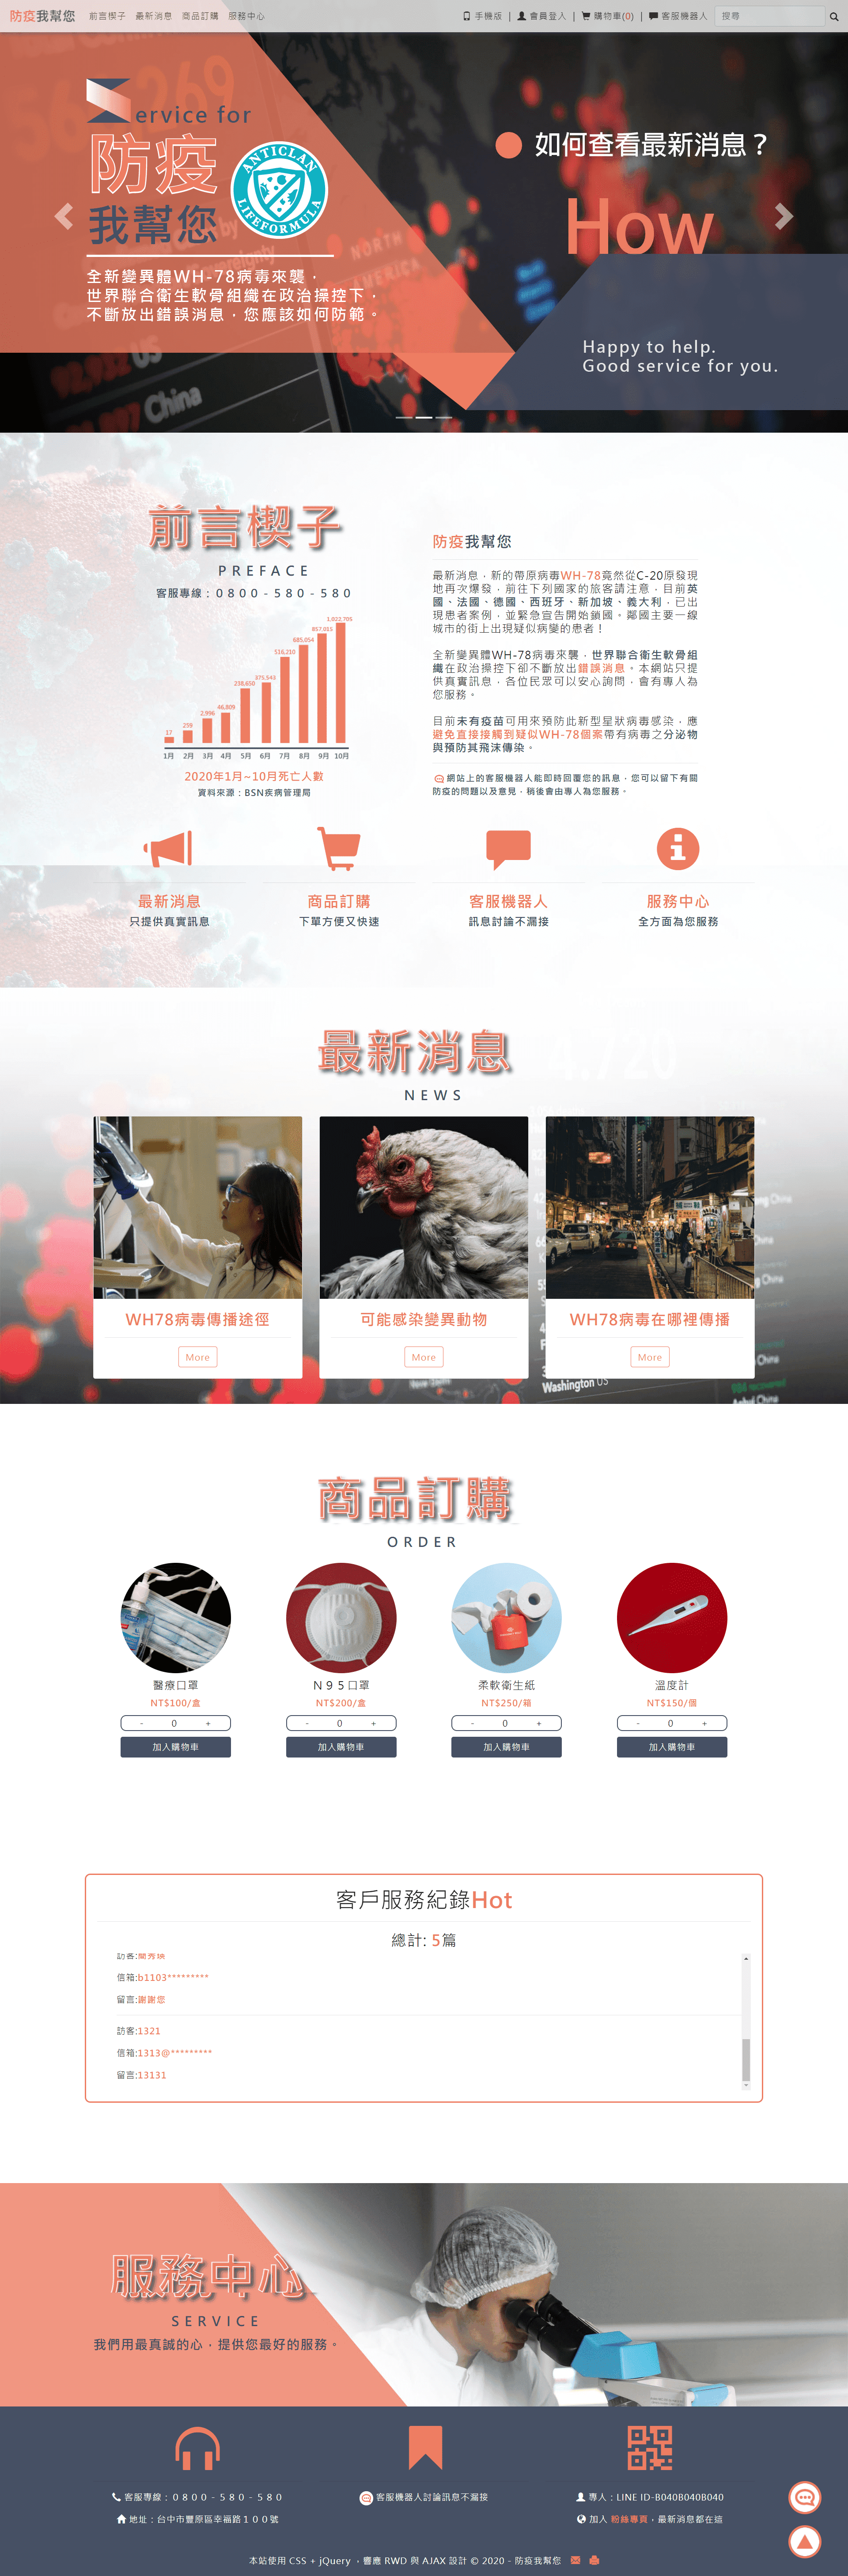 防疫我幫您 前言楔子 最新消息 商品訂購 服務中心 手機版 | 會員登入 | 購物車(0) | 客服機器人 搜尋
ervice for
防疫
我幫您
ANTICLAN
LIFEFORMULA
全新變異體WH-78病毒來襲，
世界聯合衛生軟骨組織在政治操控下，
不斷放出錯誤消息，您應該如何防範。
如何查看最新消息？
How
Happy to help.
Good service for you.
NORTH
AMERICA
US
China
前言楔子
PREFACE
客服專線：０８００－５８０－５８０
17
259
2,996
46,809
238,650
375,543
516,210
685,054
857,015
1,022,705
1月 2月 3月 4月 5月 6月 7月 8月 9月 10月
2020年1月~10月死亡人數
資料來源：BSN疾病管理局
防疫我幫您
最新消息，新的帶原病毒WH-78竟然從C-20原發現
地再次爆發，前往下列國家的旅客請注意，目前英
國、法國、德國、西班牙、新加坡、義大利，已出
現患者案例，並緊急宣告開始鎖國。鄰國主要一線
城市的街上出現疑似病變的患者！
全新變異體WH-78病毒來襲，世界聯合衛生軟骨組
織在政治操控下卻不斷放出錯誤消息。本網站只提
供真實訊息，各位民眾可以安心詢問，會有專人為
您服務。
目前未有疫苗可用來預防此新型星狀病毒感染，應
避免直接接觸到疑似WH-78個案帶有病毒之分泌物
與預防其飛沫傳染。
網站上的客服機器人能即時回覆您的訊息，您可以留下有關
防疫的問題以及意見，稍後會由專人為您服務。
最新消息
只提供真實訊息
商品訂購
下單方便又快速
客服機器人
訊息討論不漏接
服務中心
全方面為您服務
最新消息
NEWS
WH78病毒傳播途徑
More
可能感染變異動物
More
WH78病毒在哪裡傳播
More
Washington US
China
China
商品訂購
ORDER
醫療口罩
NT$100/盒
- 0 +
加入購物車
Ｎ９５口罩
NT$200/盒
- 0 +
加入購物車
柔軟衛生紙
NT$250/箱
- 0 +
加入購物車
溫度計
NT$150/個
- 0 +
加入購物車
客戶服務紀錄Hot
總計: 5篇
信箱:b1103*********
留言:謝謝您
訪客:1321
信箱:1313@*********
留言:13131
服務中心
SERVICE
我們用最真誠的心，提供您最好的服務。
客服專線：０８００－５８０－５８０
地址：台中市豐原區幸福路１００號
客服機器人討論訊息不漏接
專人：LINE ID-B040B040B040
加入 粉絲專頁，最新消息都在這
本站使用 CSS + jQuery ，響應 RWD 與 AJAX 設計 © 2020 - 防疫我幫您